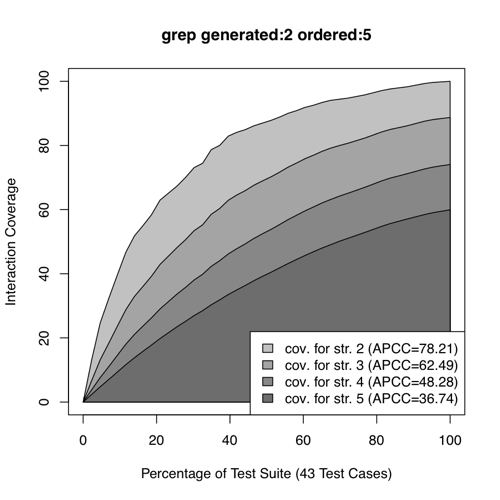 grep generated:2 ordered:5
Interaction Coverage
100
80
60
40
20
0
cov. for str. 2 (APCC=78.21)
cov. for str. 3 (APCC=62.49)
cov. for str. 4 (APCC=48.28)
cov. for str. 5 (APCC=36.74)
0 20 40 60 80 100
Percentage of Test Suite (43 Test Cases)